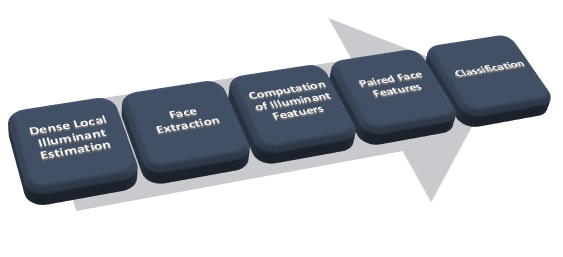 Dense Local
Illuminant
Estimation
Face
Extraction
Computation
of Illuminant
Featuers
Paired Face
Features
Classification